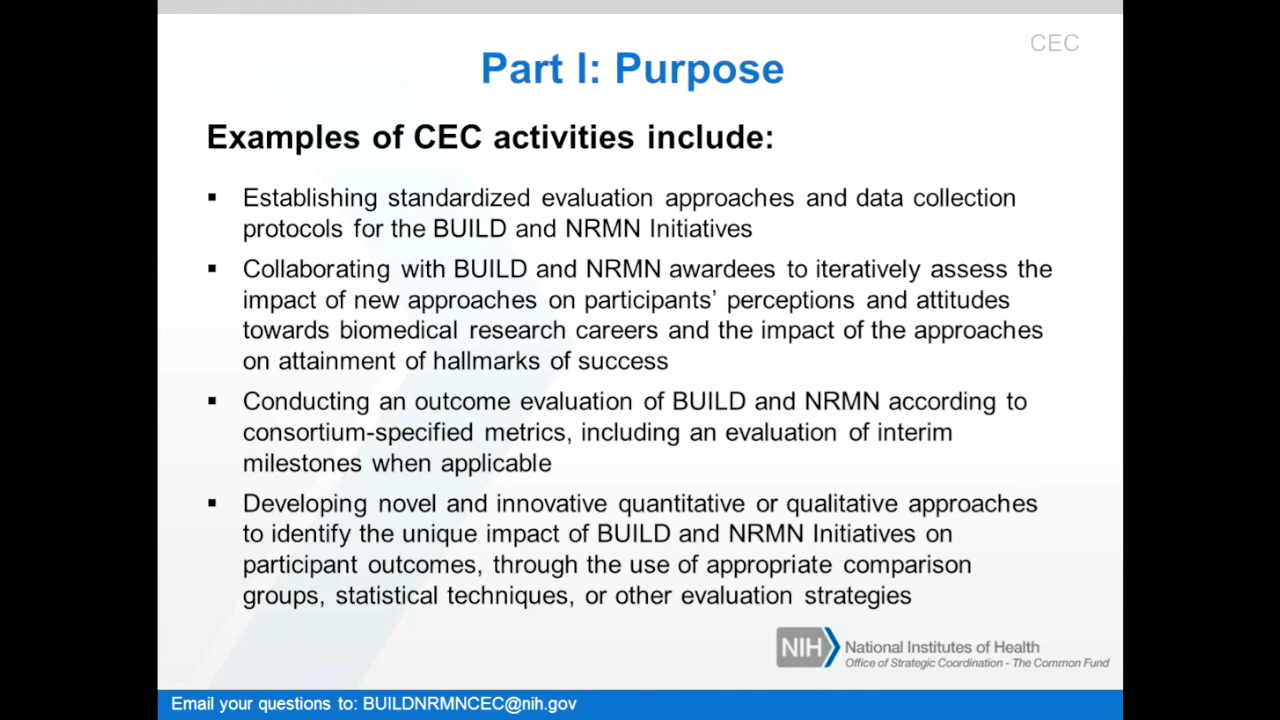 CEC
Part I: Purpose
Examples of CEC activities include:
▪ Establishing standardized evaluation approaches and data collection
protocols for the BUILD and NRMN Initiatives
▪ Collaborating with BUILD and NRMN awardees to iteratively assess the
impact of new approaches on participants’ perceptions and attitudes
towards biomedical research careers and the impact of the approaches
on attainment of hallmarks of success
▪ Conducting an outcome evaluation of BUILD and NRMN according to
consortium-specified metrics, including an evaluation of interim
milestones when applicable
▪ Developing novel and innovative quantitative or qualitative approaches
to identify the unique impact of BUILD and NRMN Initiatives on
participant outcomes, through the use of appropriate comparison
groups, statistical techniques, or other evaluation strategies
NIH National Institutes of Health
Office of Strategic Coordination - The Common Fund
Email your questions to: BUILDNRMNCEC@nih.gov